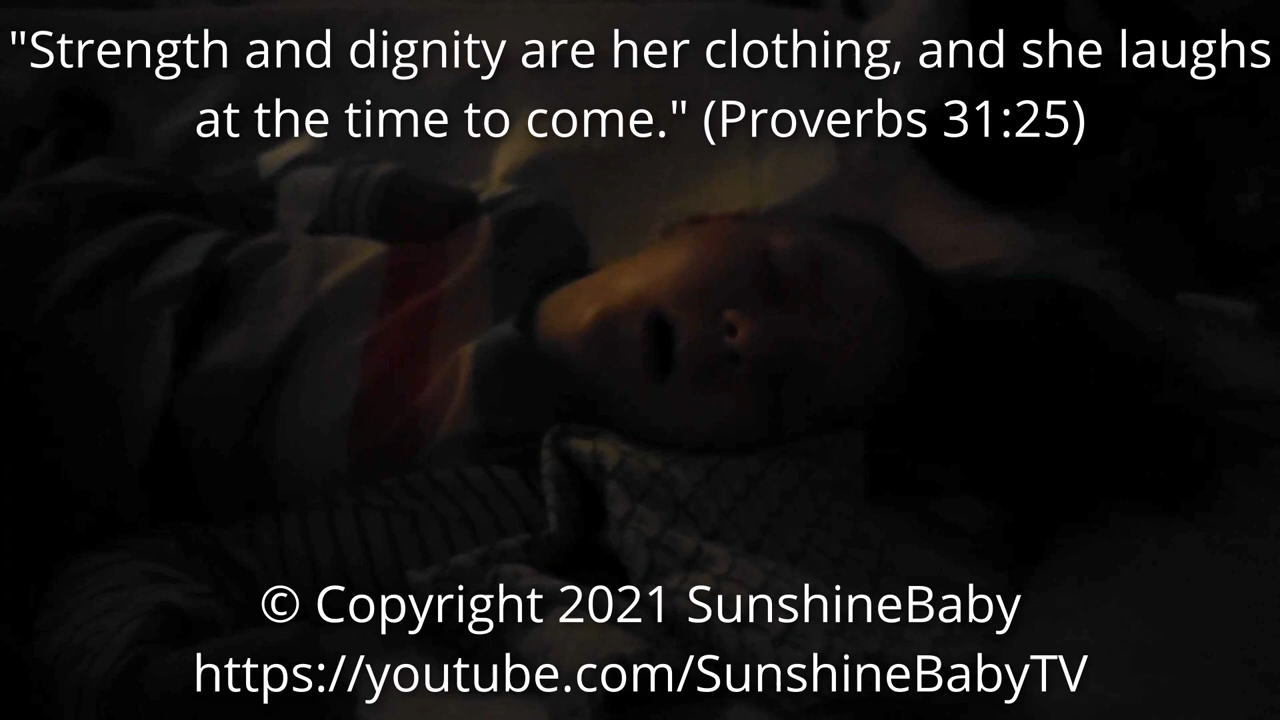 "Strength and dignity are her clothing, and she laughs
at the time to come." (Proverbs 31:25)
© Copyright 2021 SunshineBaby
https://youtube.com/SunshineBabyTV